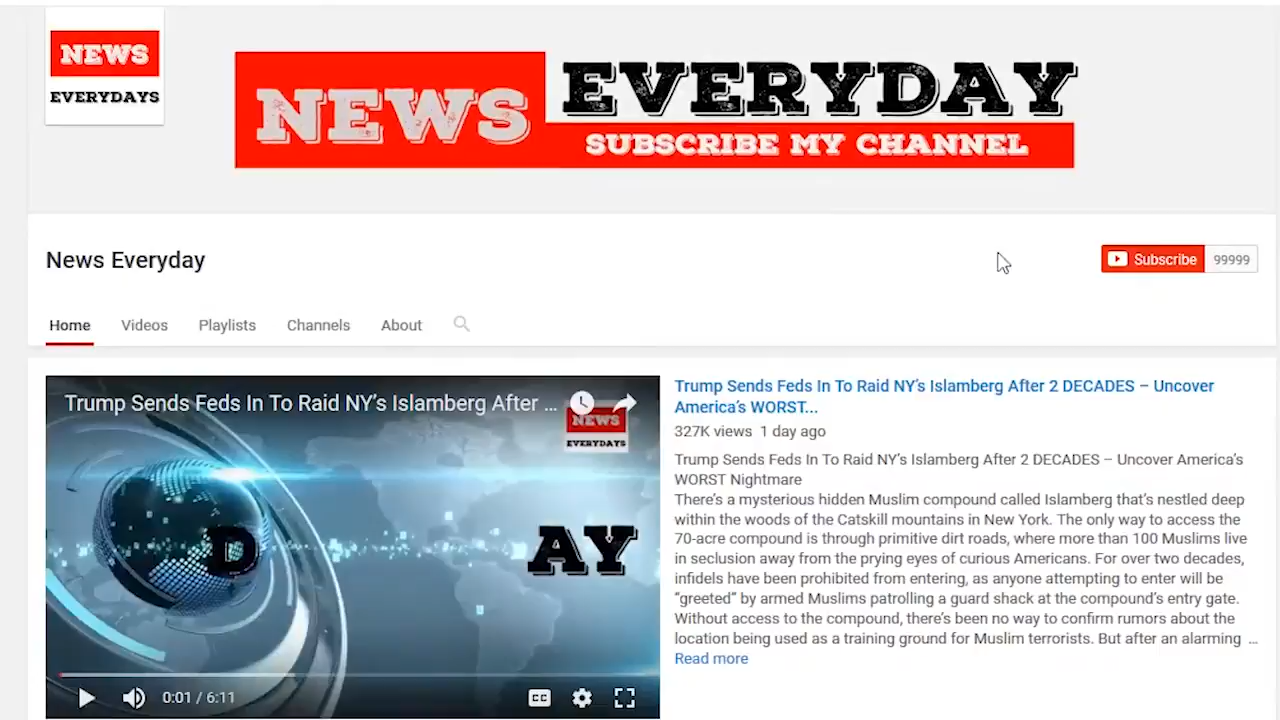 NEWS
EVERYDAYS
NEWS
EVERYDAY
SUBSCRIBE MY CHANNEL
News Everyday
Subscribe 99999
Home Videos Playlists Channels About
Trump Sends Feds In To Raid NY's Islamberg After ...
NEWS
EVERYDAYS
D AY
0:01 / 6:11
CC
Trump Sends Feds In To Raid NY's Islamberg After 2 DECADES – Uncover
America's WORST...
327K views 1 day ago
Trump Sends Feds In To Raid NY's Islamberg After 2 DECADES – Uncover America's
WORST Nightmare
There's a mysterious hidden Muslim compound called Islamberg that's nestled deep
within the woods of the Catskill mountains in New York. The only way to access the
70-acre compound is through primitive dirt roads, where more than 100 Muslims live
in seclusion away from the prying eyes of curious Americans. For over two decades,
infidels have been prohibited from entering, as anyone attempting to enter will be
“greeted” by armed Muslims patrolling a guard shack at the compound's entry gate.
Without access to the compound, there's been no way to confirm rumors about the
location being used as a training ground for Muslim terrorists. But after an alarming ...
Read more